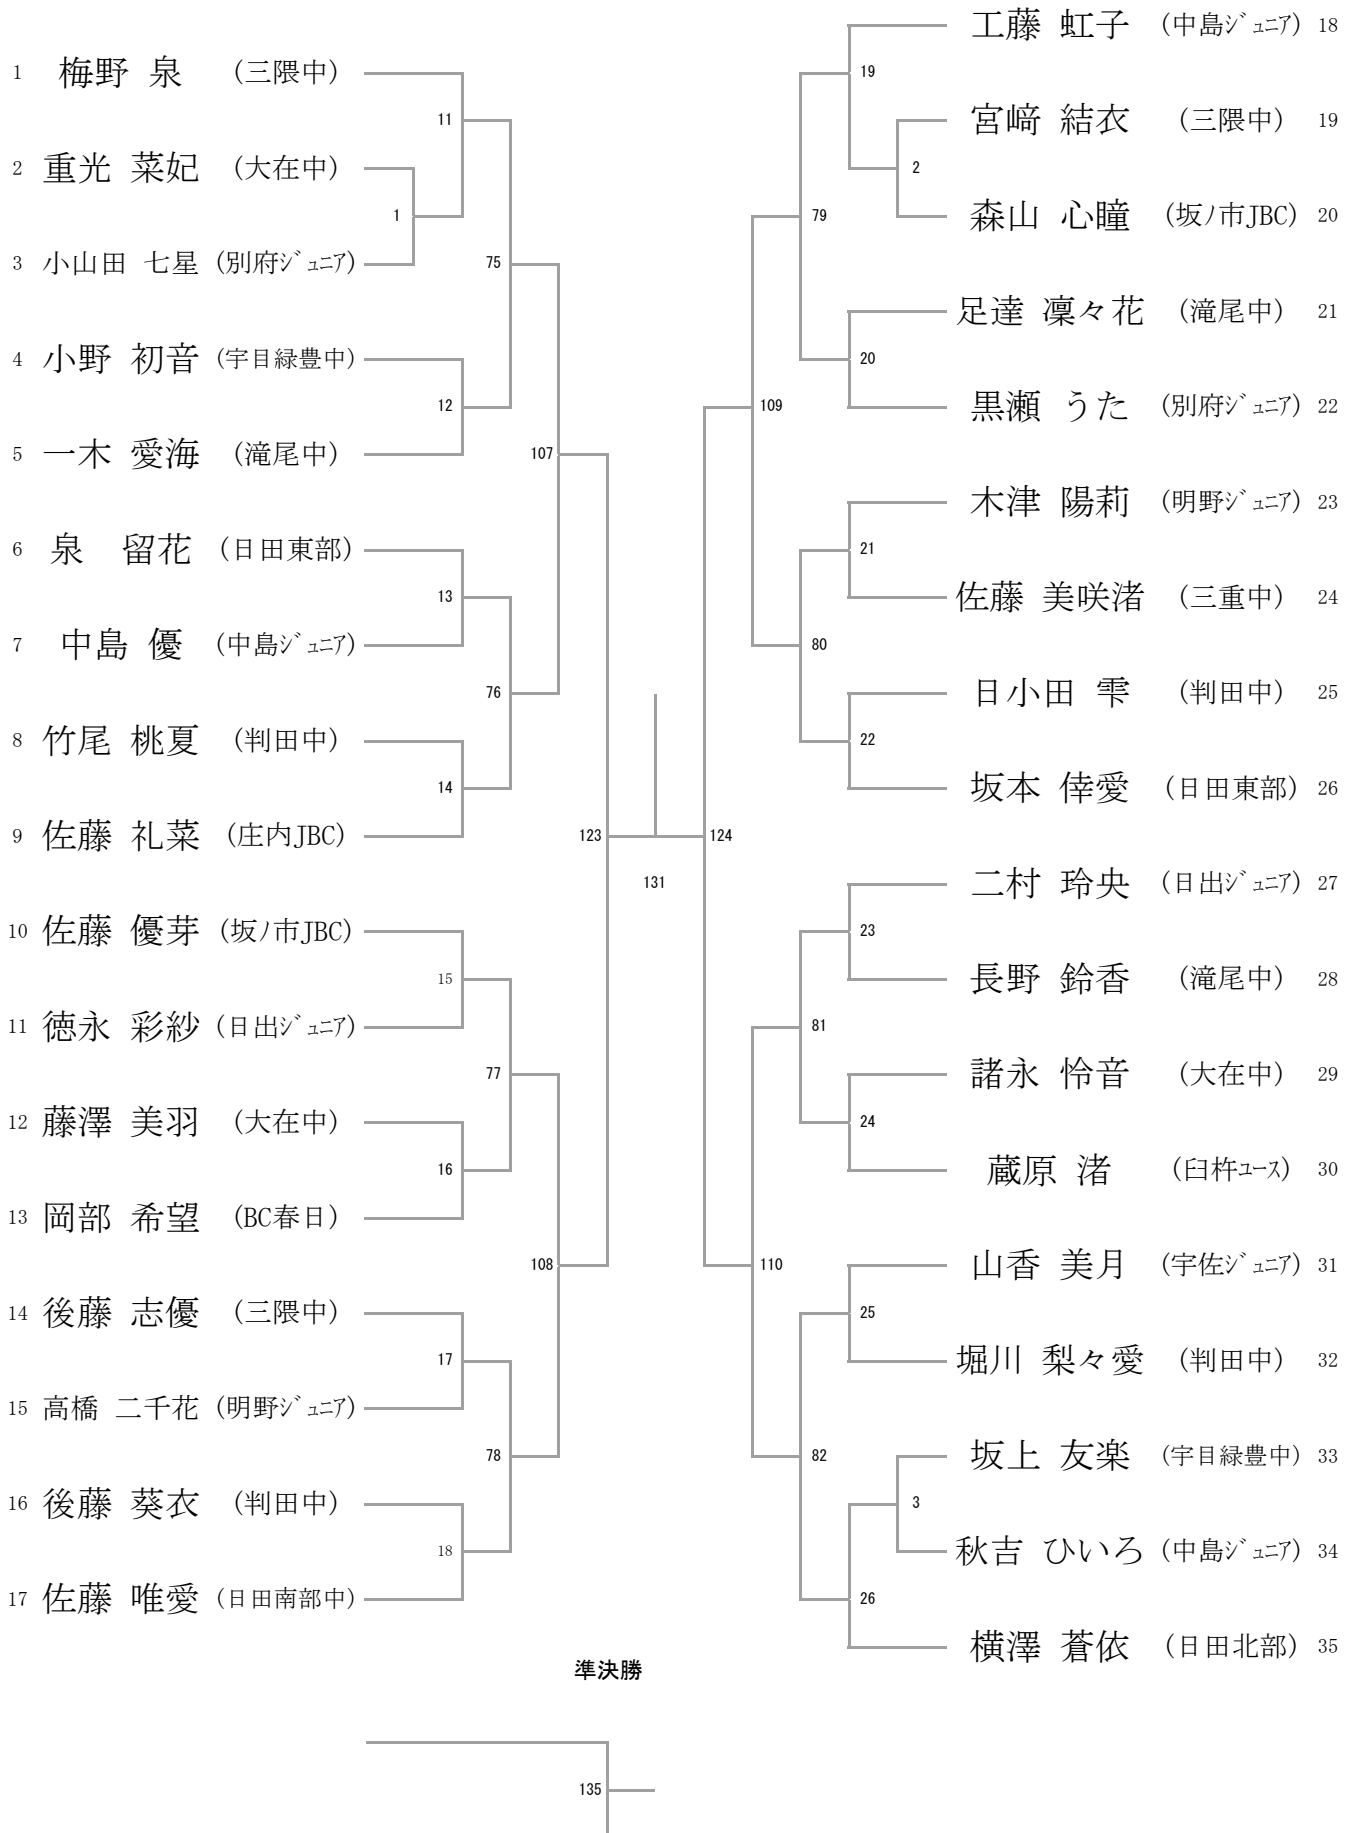 1 梅野 泉 (三隈中)
2 重光 菜妃 (大在中)
3 小山田 七星 (別府ジュニア)
4 小野 初音 (宇目緑豊中)
5 一木 愛海 (滝尾中)
6 泉 留花 (日田東部)
7 中島 優 (中島ジュニア)
8 竹尾 桃夏 (判田中)
9 佐藤 礼菜 (庄内JBC)
10 佐藤 優芽 (坂ノ市JBC)
11 徳永 彩紗 (日出ジュニア)
12 藤澤 美羽 (大在中)
13 岡部 希望 (BC春日)
14 後藤 志優 (三隈中)
15 高橋 二千花 (明野ジュニア)
16 後藤 葵衣 (判田中)
17 佐藤 唯愛 (日田南部中)
11
1
75
12
107
13
76
14
123
15
77
16
108
17
78
18
131
工藤 虹子 (中島ジュニア) 18
宮﨑 結衣 (三隈中) 19
森山 心瞳 (坂ノ市JBC) 20
足達 凜々花 (滝尾中) 21
黒瀬 うた (別府ジュニア) 22
木津 陽莉 (明野ジュニア) 23
佐藤 美咲渚 (三重中) 24
日小田 雫 (判田中) 25
坂本 倖愛 (日田東部) 26
二村 玲央 (日出ジュニア) 27
長野 鈴香 (滝尾中) 28
諸永 怜音 (大在中) 29
蔵原 渚 (臼杵ユース) 30
山香 美月 (宇佐ジュニア) 31
堀川 梨々愛 (判田中) 32
坂上 友楽 (宇目緑豊中) 33
秋吉 ひいろ (中島ジュニア) 34
横澤 蒼依 (日田北部) 35
19
2
79
20
109
21
80
22
124
23
81
24
110
25
82
3
26
準決勝
135